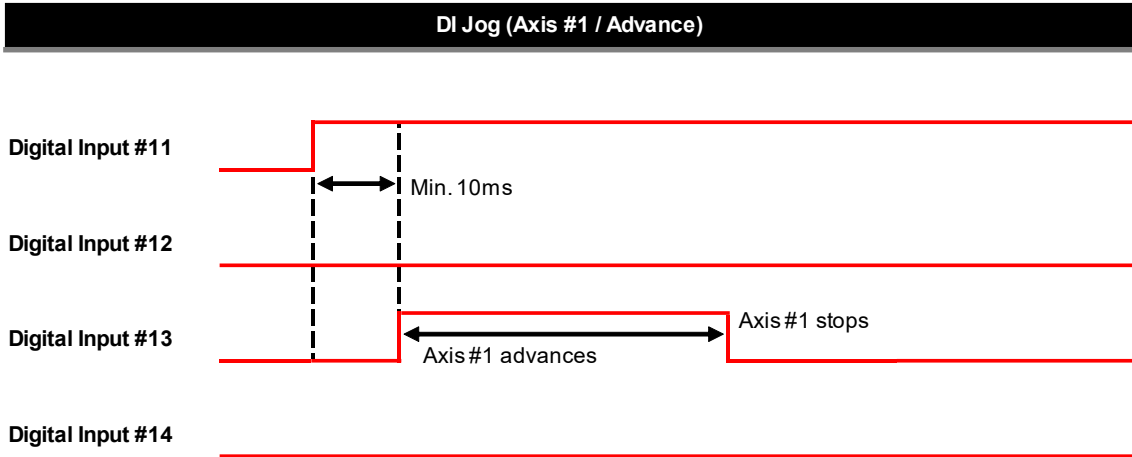 DI Jog (Axis #1 / Advance)
Digital Input #11
Min. 10ms
Digital Input #12
Digital Input #13
Axis #1 stops
Axis #1 advances
Digital Input #14